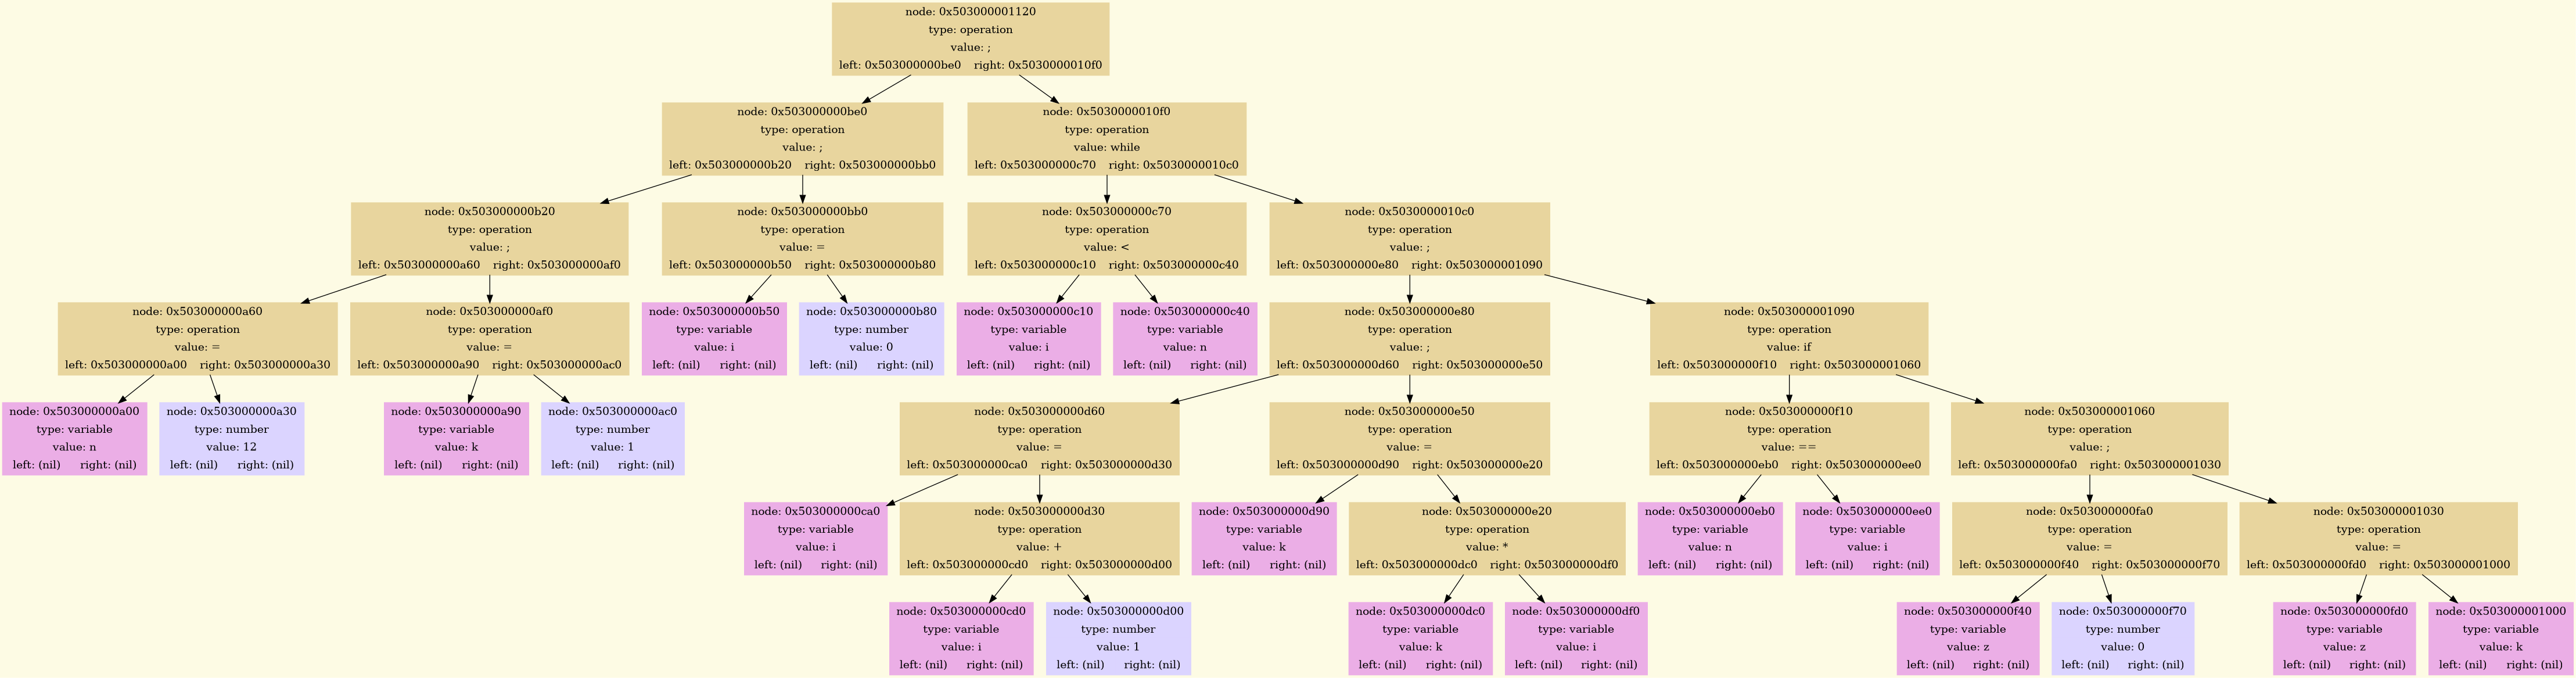 node: 0x503000001120
type: operation
value: ;
left: 0x503000000be0 right: 0x5030000010f0
node: 0x503000000be0
type: operation
value: ;
left: 0x503000000b20 right: 0x503000000bb0
node: 0x5030000010f0
type: operation
value: while
left: 0x503000000c70 right: 0x5030000010c0
node: 0x503000000b20
type: operation
value: ;
left: 0x503000000a60 right: 0x503000000af0
node: 0x503000000bb0
type: operation
value: =
left: 0x503000000b50 right: 0x503000000b80
node: 0x503000000c70
type: operation
value: <
left: 0x503000000c10 right: 0x503000000c40
node: 0x5030000010c0
type: operation
value: ;
left: 0x503000000e80 right: 0x503000001090
node: 0x503000000a60
type: operation
value: =
left: 0x503000000a00 right: 0x503000000a30
node: 0x503000000af0
type: operation
value: =
left: 0x503000000a90 right: 0x503000000ac0
node: 0x503000000b50
type: variable
value: i
left: (nil) right: (nil)
node: 0x503000000b80
type: number
value: 0
left: (nil) right: (nil)
node: 0x503000000c10
type: variable
value: i
left: (nil) right: (nil)
node: 0x503000000c40
type: variable
value: n
left: (nil) right: (nil)
node: 0x503000000e80
type: operation
value: ;
left: 0x503000000d60 right: 0x503000000e50
node: 0x503000001090
type: operation
value: if
left: 0x503000000f10 right: 0x503000001060
node: 0x503000000a00
type: variable
value: n
left: (nil) right: (nil)
node: 0x503000000a30
type: number
value: 12
left: (nil) right: (nil)
node: 0x503000000a90
type: variable
value: k
left: (nil) right: (nil)
node: 0x503000000ac0
type: number
value: 1
left: (nil) right: (nil)
node: 0x503000000d60
type: operation
value: =
left: 0x503000000ca0 right: 0x503000000d30
node: 0x503000000e50
type: operation
value: =
left: 0x503000000d90 right: 0x503000000e20
node: 0x503000000f10
type: operation
value: ==
left: 0x503000000eb0 right: 0x503000000ee0
node: 0x503000001060
type: operation
value: ;
left: 0x503000000fa0 right: 0x503000001030
node: 0x503000000ca0
type: variable
value: i
left: (nil) right: (nil)
node: 0x503000000d30
type: operation
value: +
left: 0x503000000cd0 right: 0x503000000d00
node: 0x503000000d90
type: variable
value: k
left: (nil) right: (nil)
node: 0x503000000e20
type: operation
value: *
left: 0x503000000dc0 right: 0x503000000df0
node: 0x503000000eb0
type: variable
value: n
left: (nil) right: (nil)
node: 0x503000000ee0
type: variable
value: i
left: (nil) right: (nil)
node: 0x503000000fa0
type: operation
value: =
left: 0x503000000f40 right: 0x503000000f70
node: 0x503000001030
type: operation
value: =
left: 0x503000000fd0 right: 0x503000001000
node: 0x503000000cd0
type: variable
value: i
left: (nil) right: (nil)
node: 0x503000000d00
type: number
value: 1
left: (nil) right: (nil)
node: 0x503000000dc0
type: variable
value: k
left: (nil) right: (nil)
node: 0x503000000df0
type: variable
value: i
left: (nil) right: (nil)
node: 0x503000000f40
type: variable
value: z
left: (nil) right: (nil)
node: 0x503000000f70
type: number
value: 0
left: (nil) right: (nil)
node: 0x503000000fd0
type: variable
value: z
left: (nil) right: (nil)
node: 0x503000001000
type: variable
value: k
left: (nil) right: (nil)